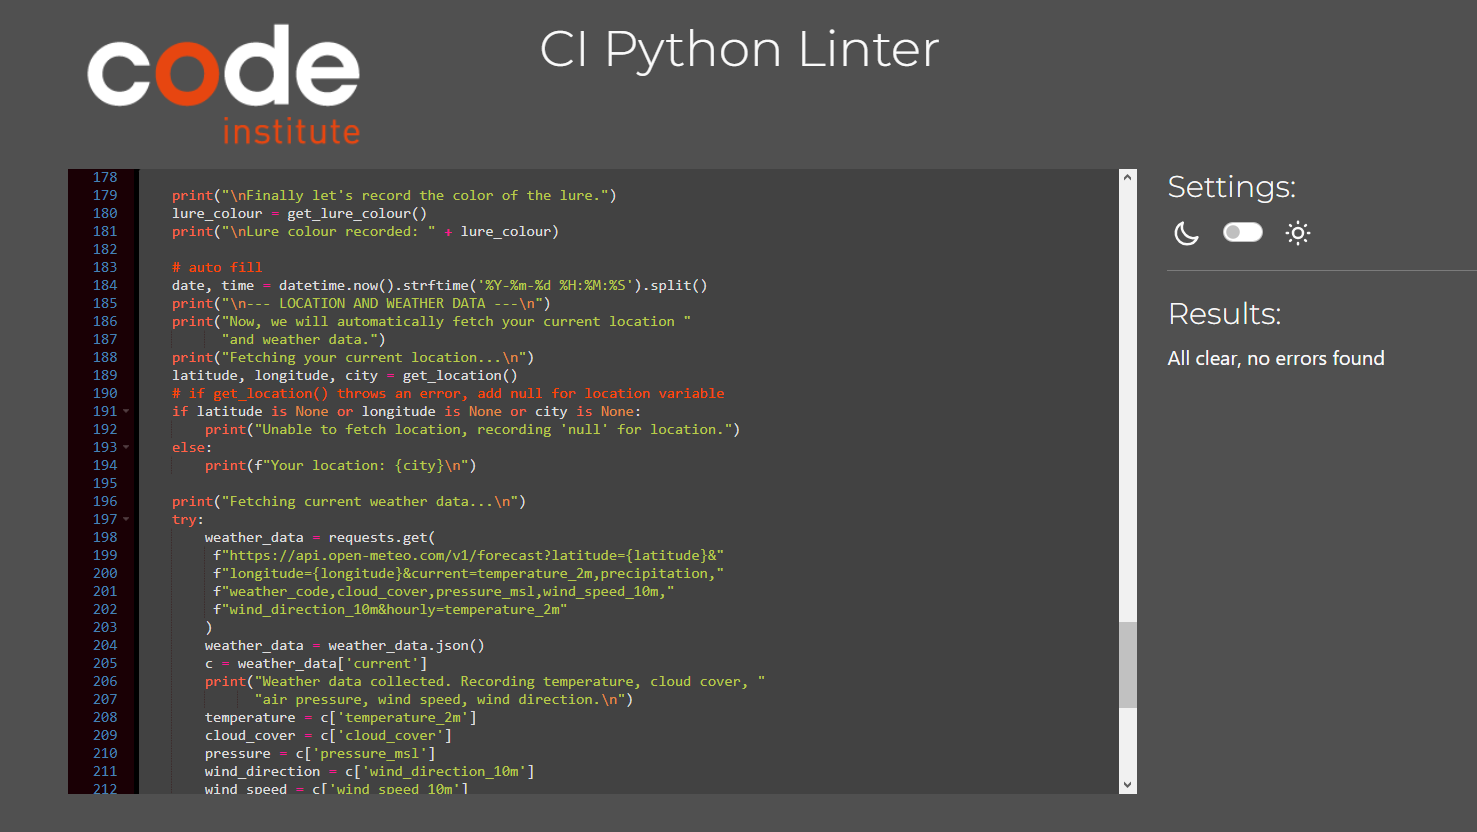 code
institute
CI Python Linter
178
179 print("\nFinally let's record the color of the lure.")
180 lure_colour = get_lure_colour()
181 print("\nLure colour recorded: " + lure_colour)
182
183 # auto fill
184 date, time = datetime.now().strftime('%Y-%m-%d %H:%M:%S').split()
185 print("\n--- LOCATION AND WEATHER DATA ---\n")
186 print("Now, we will automatically fetch your current location "
187 "and weather data.")
188 print("Fetching your current location...\n")
189 latitude, longitude, city = get_location()
190 # if get_location() throws an error, add null for location variable
191 if latitude is None or longitude is None or city is None:
192 print("Unable to fetch location, recording 'null' for location.")
193 else:
194 print(f"Your location: {city}\n")
195
196 print("Fetching current weather data...\n")
197 try:
198 weather_data = requests.get(
199 f"https://api.open-meteo.com/v1/forecast?latitude={latitude}&"
200 f"longitude={longitude}&current=temperature_2m,precipitation,"
201 f"weather_code,cloud_cover,pressure_msl,wind_speed_10m,"
202 f"wind_direction_10m&hourly=temperature_2m"
203 )
204 weather_data = weather_data.json()
205 c = weather_data['current']
206 print("Weather data collected. Recording temperature, cloud cover, "
207 "air pressure, wind speed, wind direction.\n")
208 temperature = c['temperature_2m']
209 cloud_cover = c['cloud_cover']
210 pressure = c['pressure_msl']
211 wind_direction = c['wind_direction_10m']
212 wind_speed = c['wind_speed_10m']
Settings:
Results:
All clear, no errors found